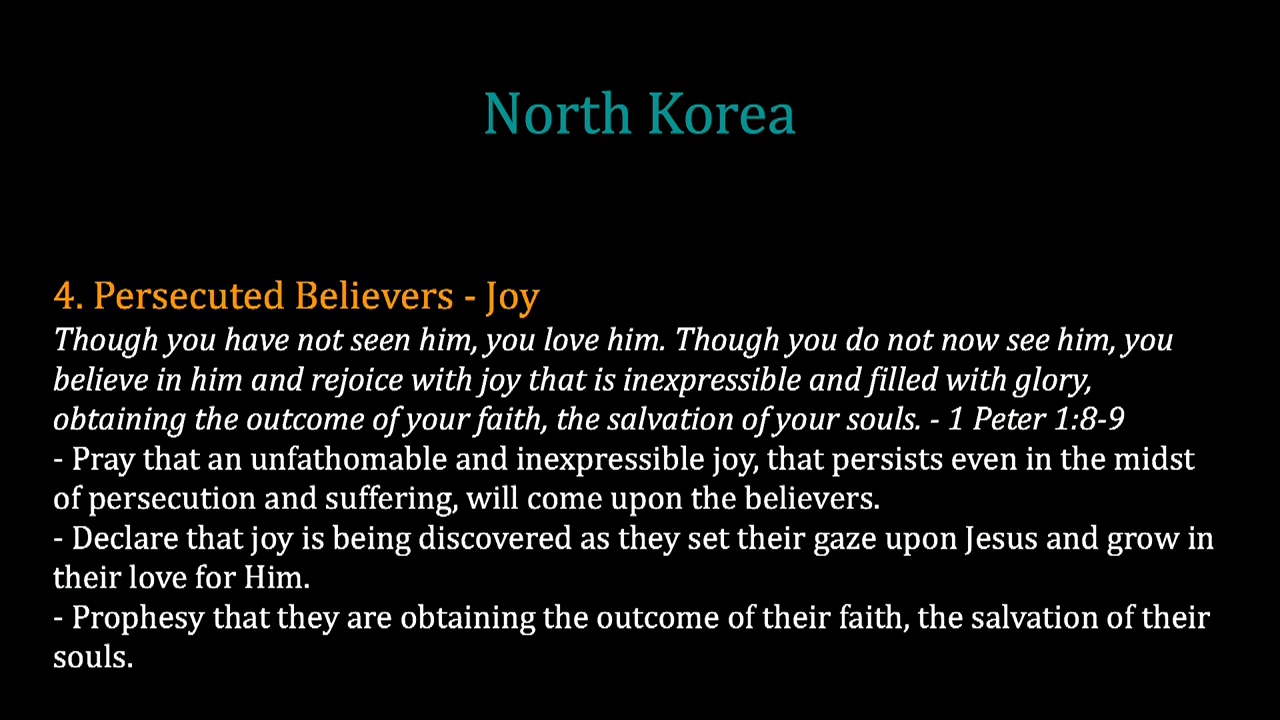 North Korea
4. Persecuted Believers - Joy
Though you have not seen him, you love him. Though you do not now see him, you
believe in him and rejoice with joy that is inexpressible and filled with glory,
obtaining the outcome of your faith, the salvation of your souls. - 1 Peter 1:8-9
- Pray that an unfathomable and inexpressible joy, that persists even in the midst
of persecution and suffering, will come upon the believers.
- Declare that joy is being discovered as they set their gaze upon Jesus and grow in
their love for Him.
- Prophesy that they are obtaining the outcome of their faith, the salvation of their
souls.